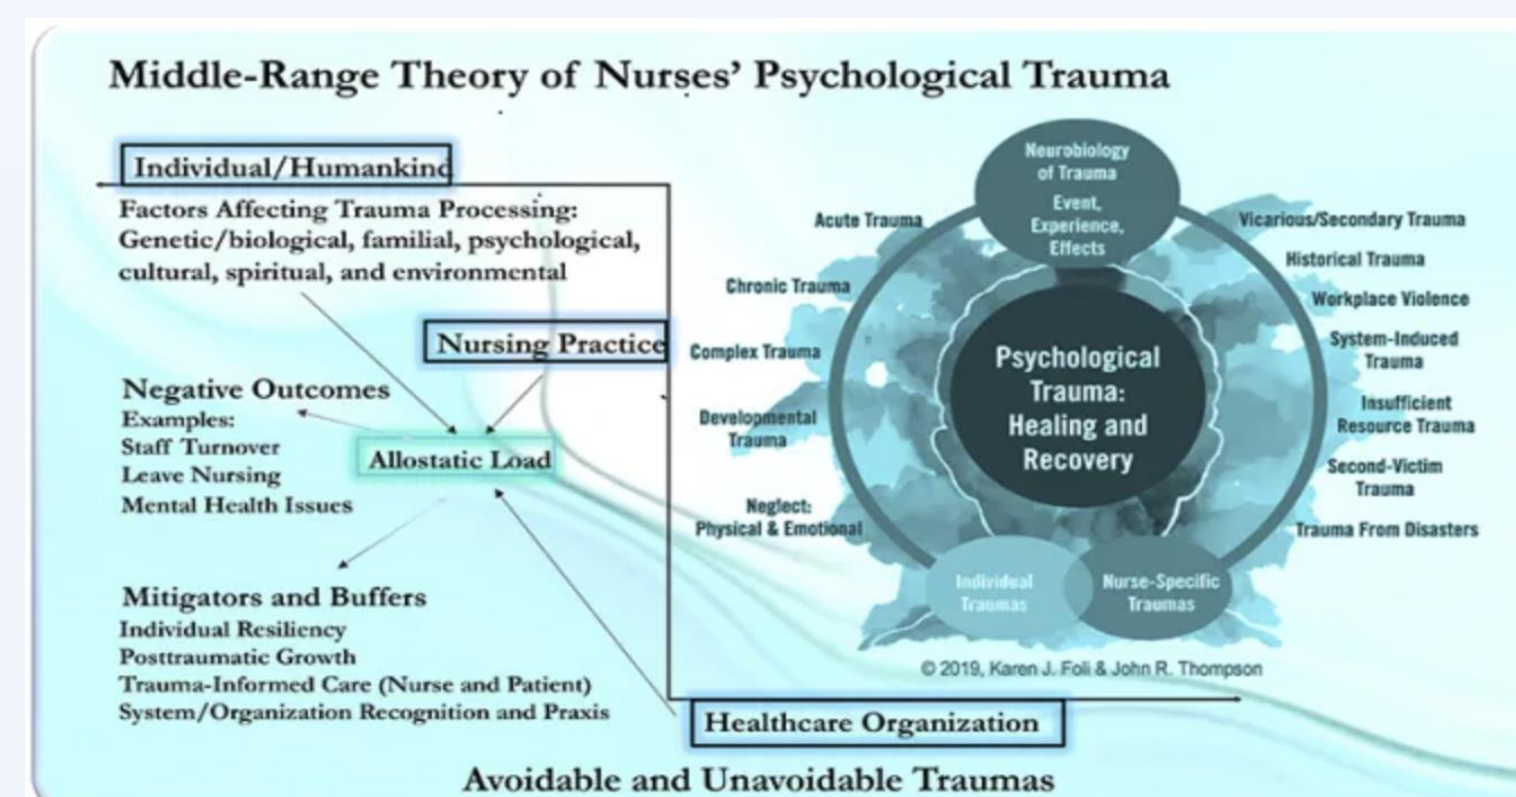 Middle-Range Theory of Nurses' Psychological Trauma
Individual/Humankind
Factors Affecting Trauma Processing:
Genetic/biological, familial, psychological,
cultural, spiritual, and environmental
Nursing Practice
Negative Outcomes
Examples:
Staff Turnover
Leave Nursing
Mental Health Issues
Allostatic Load
Mitigators and Buffers
Individual Resiliency
Posttraumatic Growth
Trauma-Informed Care (Nurse and Patient)
System/Organization Recognition and Praxis
Neurobiology
of Trauma
Event,
Experience,
Effects
Acute Trauma
Chronic Trauma
Complex Trauma
Developmental
Trauma
Neglect:
Physical & Emotional
Psychological
Trauma:
Healing and
Recovery
Vicarious/Secondary Trauma
Historical Trauma
Workplace Violence
System-Induced
Trauma
Insufficient
Resource Trauma
Second-Victim
Trauma
Trauma From Disasters
Individual
Traumas
Nurse-Specific
Traumas
© 2019, Karen J. Foli & John R. Thompson
Healthcare Organization
Avoidable and Unavoidable Traumas